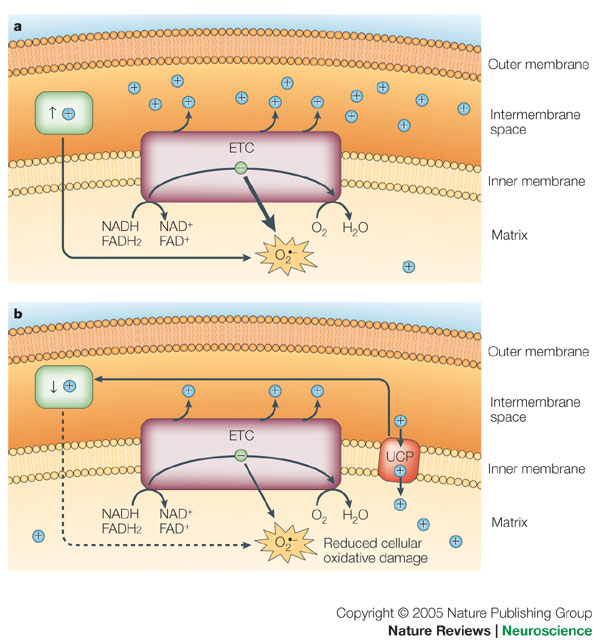 a
Outer membrane
↑ +
Intermembrane
space
ETC
Inner membrane
−
NADH NAD⁺ O₂ H₂O
FADH₂ FAD⁺
Matrix
O₂•−
+
b
Outer membrane
↓ +
Intermembrane
space
ETC
UCP
Inner membrane
−
+
NADH NAD⁺ O₂ H₂O
FADH₂ FAD⁺
Matrix
O₂•−
Reduced cellular
oxidative damage
Copyright © 2005 Nature Publishing Group
Nature Reviews | Neuroscience